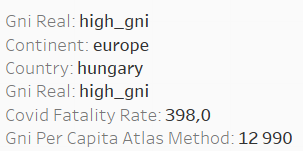 Gni Real: high_gni
Continent: europe
Country: hungary
Gni Real: high_gni
Covid Fatality Rate: 398,0
Gni Per Capita Atlas Method: 12 990